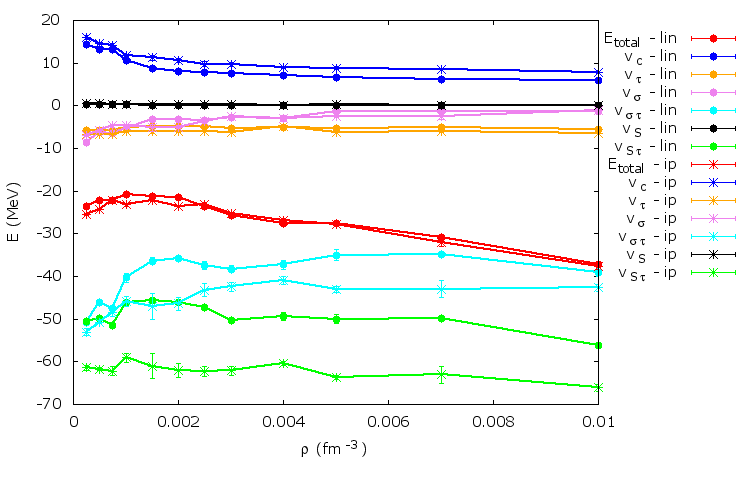 20
10
0
-10
-20
-30
-40
-50
-60
-70
E (MeV)
0 0.002 0.004 0.006 0.008 0.01
ρ (fm⁻³)
E_total - lin
v_c - lin
v_τ - lin
v_σ - lin
v_στ - lin
v_S - lin
v_Sτ - lin
E_total - ip
v_c - ip
v_τ - ip
v_σ - ip
v_στ - ip
v_S - ip
v_Sτ - ip